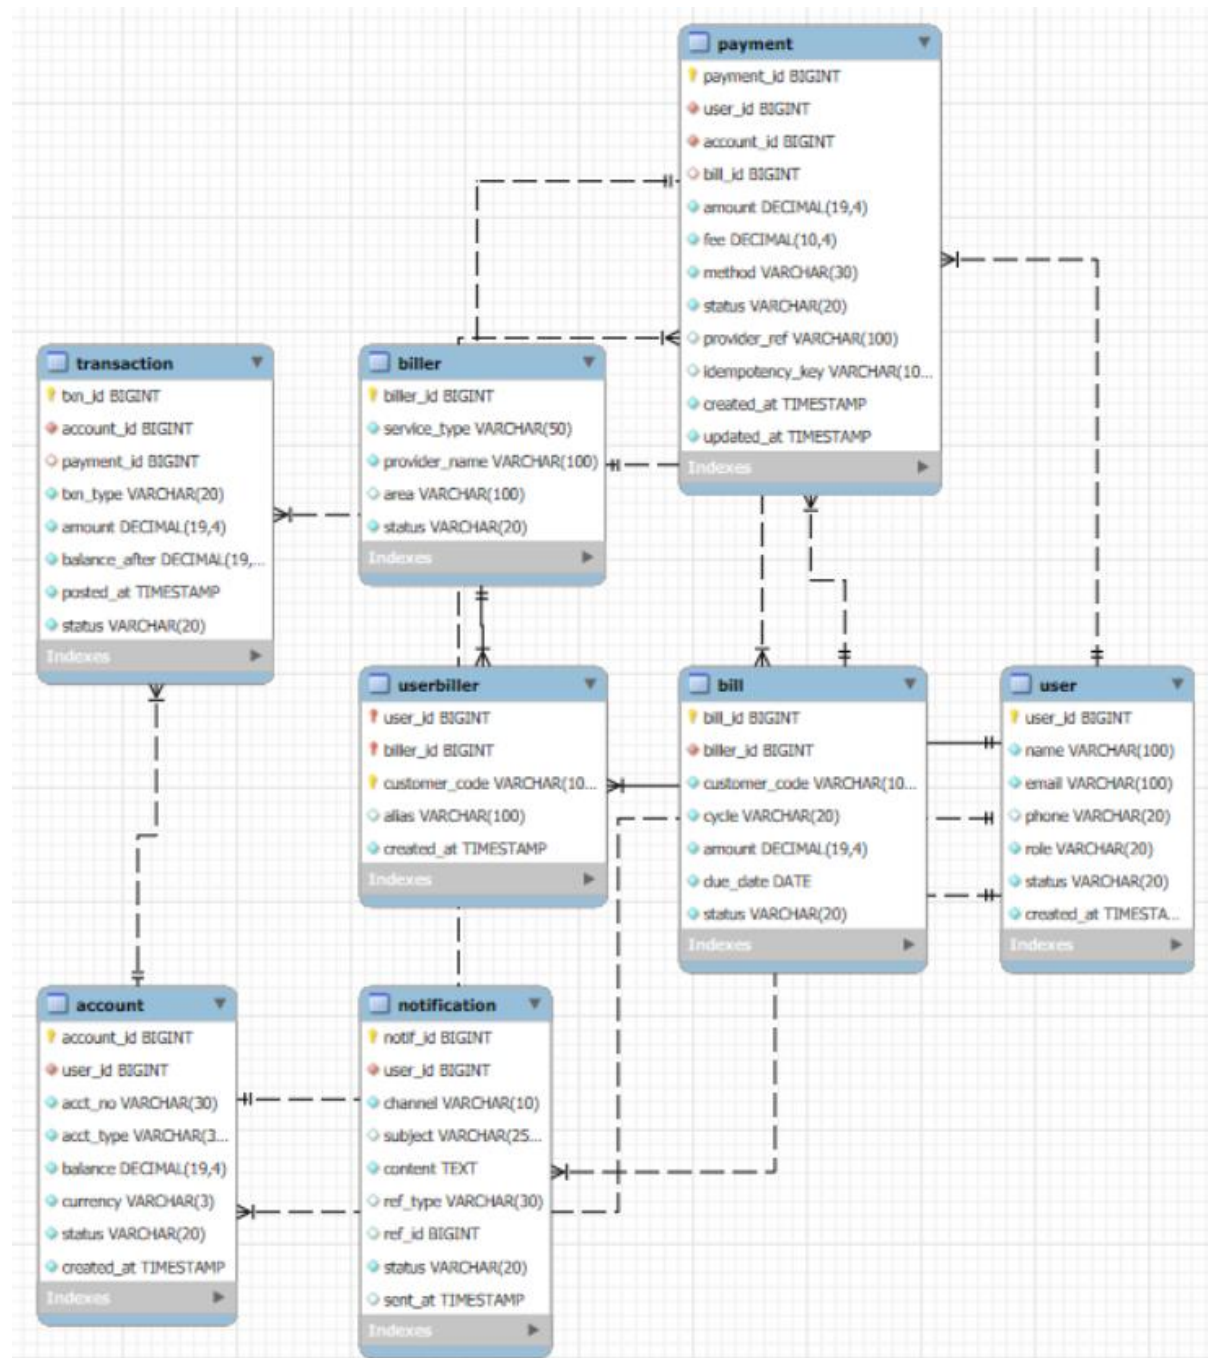 payment
payment_id BIGINT
user_id BIGINT
account_id BIGINT
bill_id BIGINT
amount DECIMAL(19,4)
fee DECIMAL(10,4)
method VARCHAR(30)
status VARCHAR(20)
provider_ref VARCHAR(100)
idempotency_key VARCHAR(10...
created_at TIMESTAMP
updated_at TIMESTAMP
Indexes
transaction
txn_id BIGINT
account_id BIGINT
payment_id BIGINT
txn_type VARCHAR(20)
amount DECIMAL(19,4)
balance_after DECIMAL(19,...
posted_at TIMESTAMP
status VARCHAR(20)
Indexes
biller
biller_id BIGINT
service_type VARCHAR(50)
provider_name VARCHAR(100)
area VARCHAR(100)
status VARCHAR(20)
Indexes
userbiller
user_id BIGINT
biller_id BIGINT
customer_code VARCHAR(10...
alias VARCHAR(100)
created_at TIMESTAMP
Indexes
bill
bill_id BIGINT
biller_id BIGINT
customer_code VARCHAR(10...
cycle VARCHAR(20)
amount DECIMAL(19,4)
due_date DATE
status VARCHAR(20)
Indexes
user
user_id BIGINT
name VARCHAR(100)
email VARCHAR(100)
phone VARCHAR(20)
role VARCHAR(20)
status VARCHAR(20)
created_at TIMESTA...
Indexes
account
account_id BIGINT
user_id BIGINT
acct_no VARCHAR(30)
acct_type VARCHAR(3...
balance DECIMAL(19,4)
currency VARCHAR(3)
status VARCHAR(20)
created_at TIMESTAMP
Indexes
notification
notif_id BIGINT
user_id BIGINT
channel VARCHAR(10)
subject VARCHAR(25...
content TEXT
ref_type VARCHAR(30)
ref_id BIGINT
status VARCHAR(20)
sent_at TIMESTAMP
Indexes